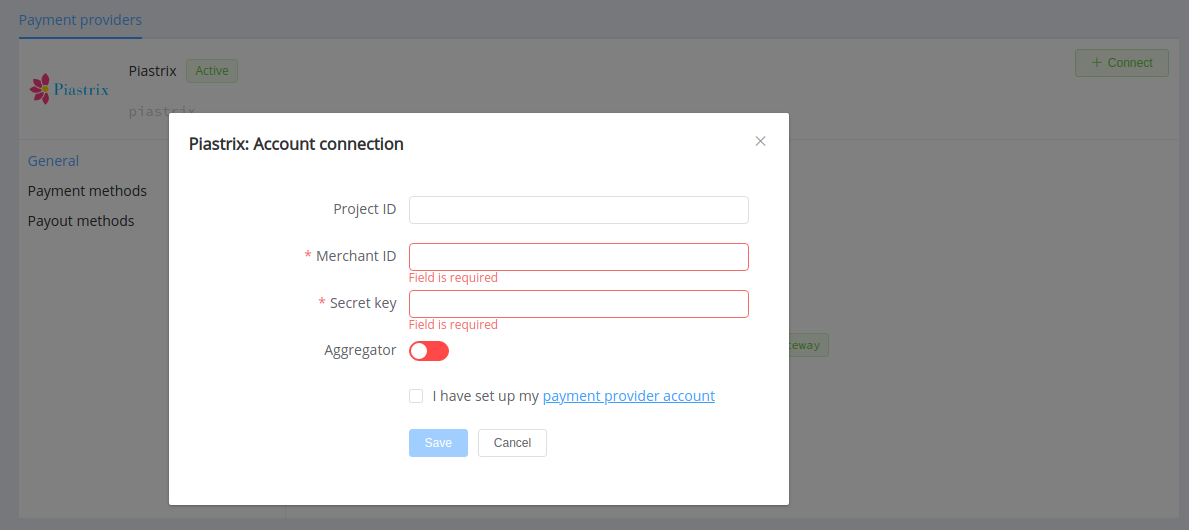 Payment providers
Piastrix
Piastrix Active
+ Connect
piastrix
Piastrix: Account connection
General
Payment methods
Payout methods
Project ID
* Merchant ID
Field is required
* Secret key
Field is required
Aggregator
I have set up my payment provider account
Save Cancel